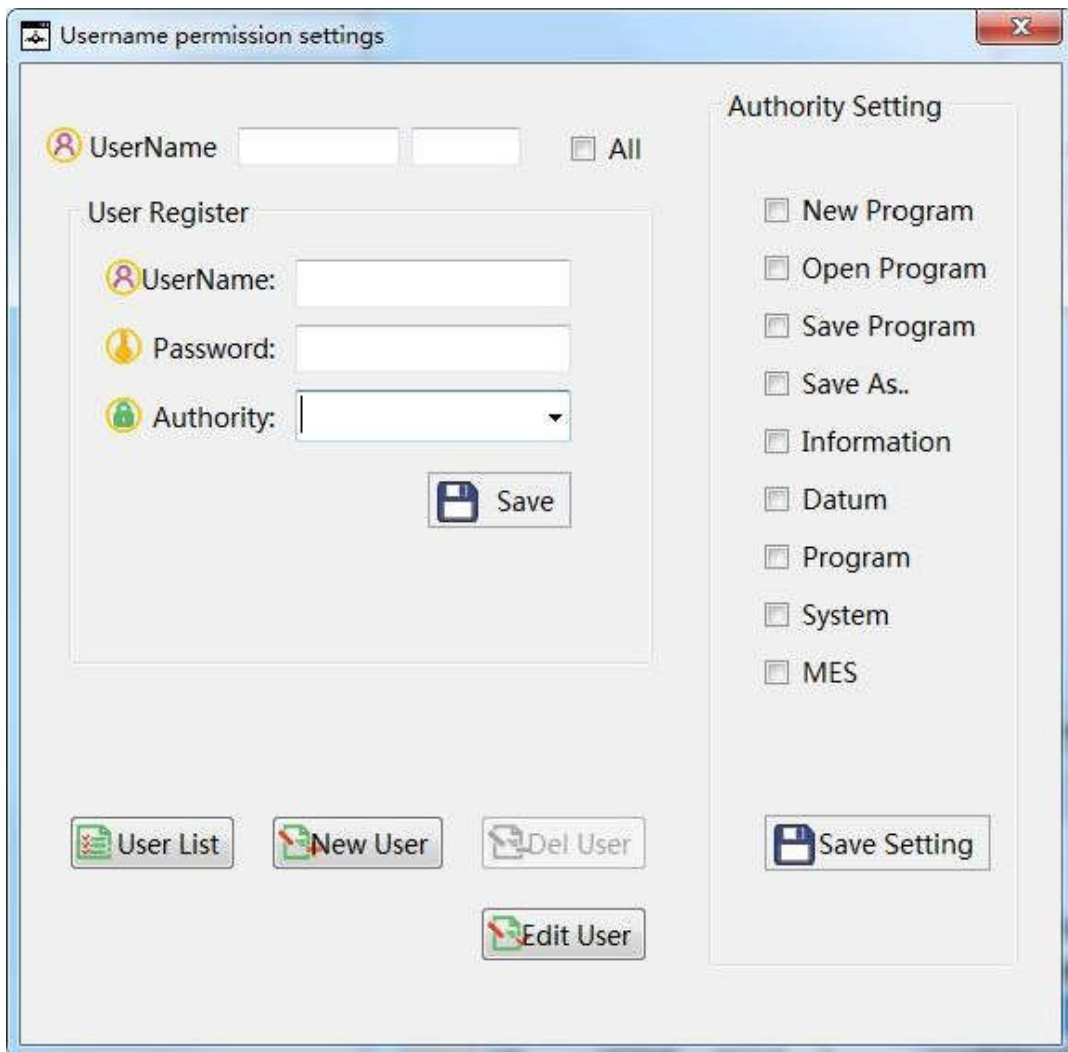 Username permission settings
UserName
All
User Register
UserName:
Password:
Authority:
Save
Authority Setting
New Program
Open Program
Save Program
Save As..
Information
Datum
Program
System
MES
User List
New User
Del User
Save Setting
Edit User